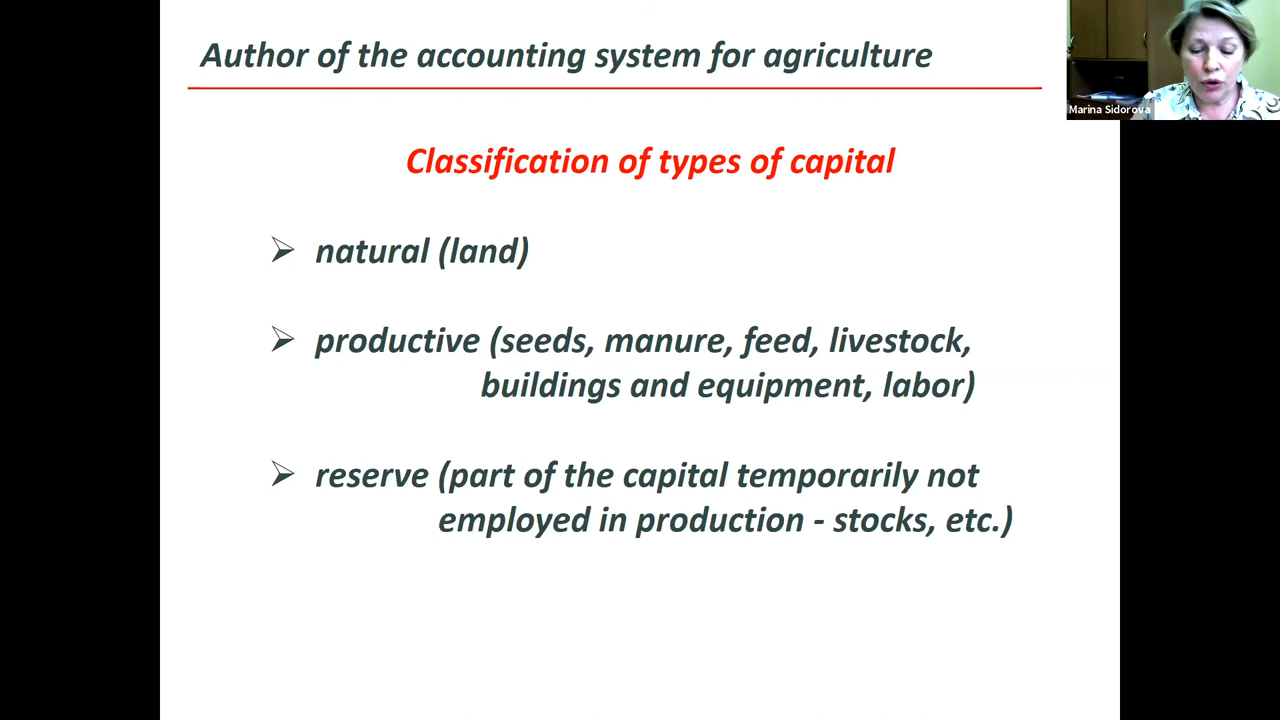 Author of the accounting system for agriculture
Marina Sidorova
Classification of types of capital
natural (land)
productive (seeds, manure, feed, livestock,
buildings and equipment, labor)
reserve (part of the capital temporarily not
employed in production - stocks, etc.)